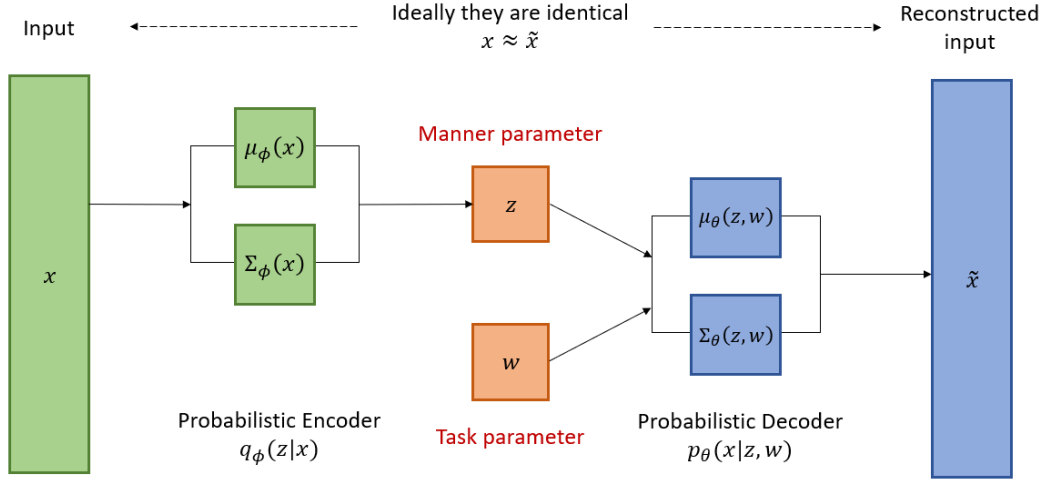 Input
Ideally they are identical
x ≈ x̃
Reconstructed
input
x
μ_ϕ(x)
Σ_ϕ(x)
Probabilistic Encoder
q_ϕ(z|x)
Manner parameter
z
w
Task parameter
μ_θ(z, w)
Σ_θ(z, w)
Probabilistic Decoder
p_θ(x|z, w)
x̃